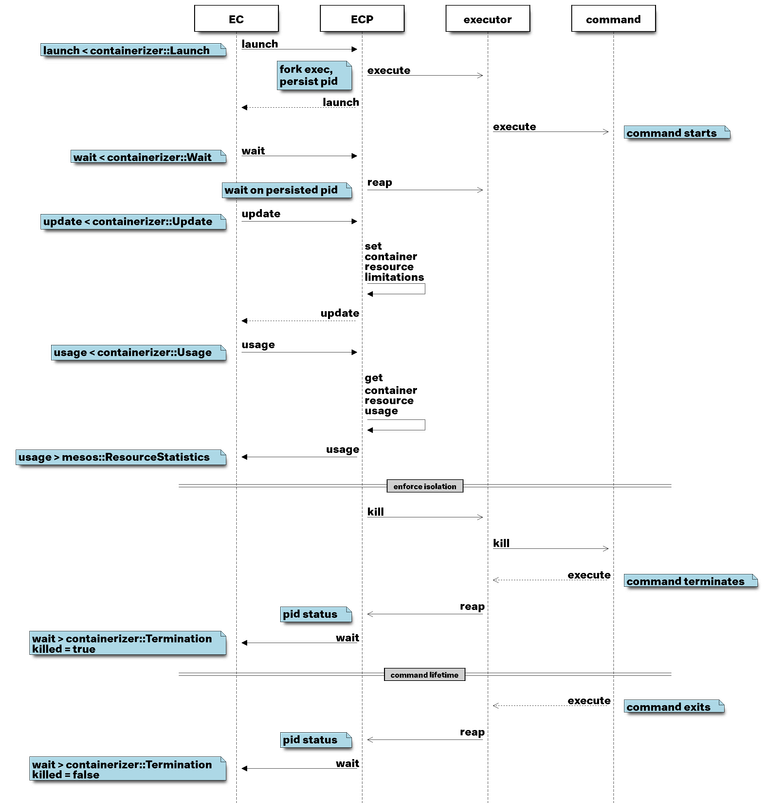 EC
ECP
executor
command
launch < containerizer::Launch
launch
fork exec,
persist pid
execute
launch
execute
command starts
wait < containerizer::Wait
wait
wait on persisted pid
reap
update < containerizer::Update
update
set
container
resource
limitations
update
usage < containerizer::Usage
usage
get
container
resource
usage
usage > mesos::ResourceStatistics
usage
enforce isolation
kill
kill
execute
command terminates
pid status
reap
wait > containerizer::Termination
killed = true
wait
command lifetime
execute
command exits
pid status
reap
wait > containerizer::Termination
killed = false
wait